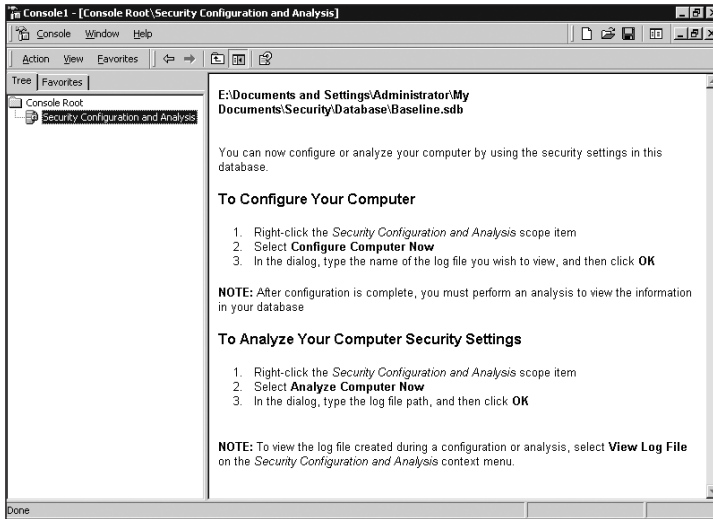 Console1 - [Console Root\Security Configuration and Analysis]
Console Window Help
Action View Favorites
Tree Favorites
Console Root
Security Configuration and Analysis
E:\Documents and Settings\Administrator\My
Documents\Security\Database\Baseline.sdb
You can now configure or analyze your computer by using the security settings in this
database.
To Configure Your Computer
1. Right-click the Security Configuration and Analysis scope item
2. Select Configure Computer Now
3. In the dialog, type the name of the log file you wish to view, and then click OK
NOTE: After configuration is complete, you must perform an analysis to view the information
in your database
To Analyze Your Computer Security Settings
1. Right-click the Security Configuration and Analysis scope item
2. Select Analyze Computer Now
3. In the dialog, type the log file path, and then click OK
NOTE: To view the log file created during a configuration or analysis, select View Log File
on the Security Configuration and Analysis context menu.
Done